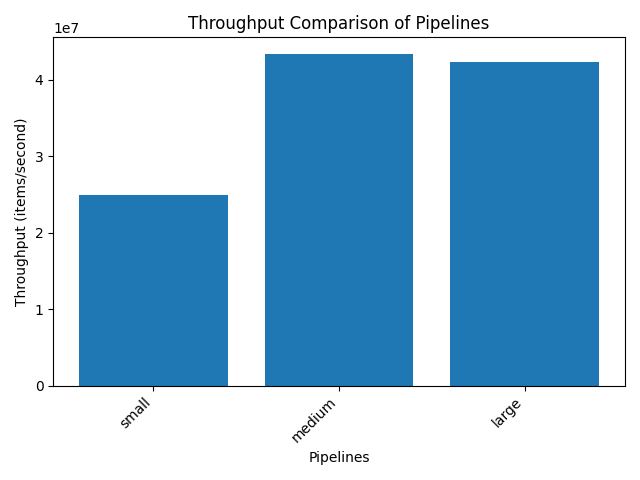 Throughput Comparison of Pipelines
1e7
Throughput (items/second)
4
3
2
1
0
small
medium
large
Pipelines